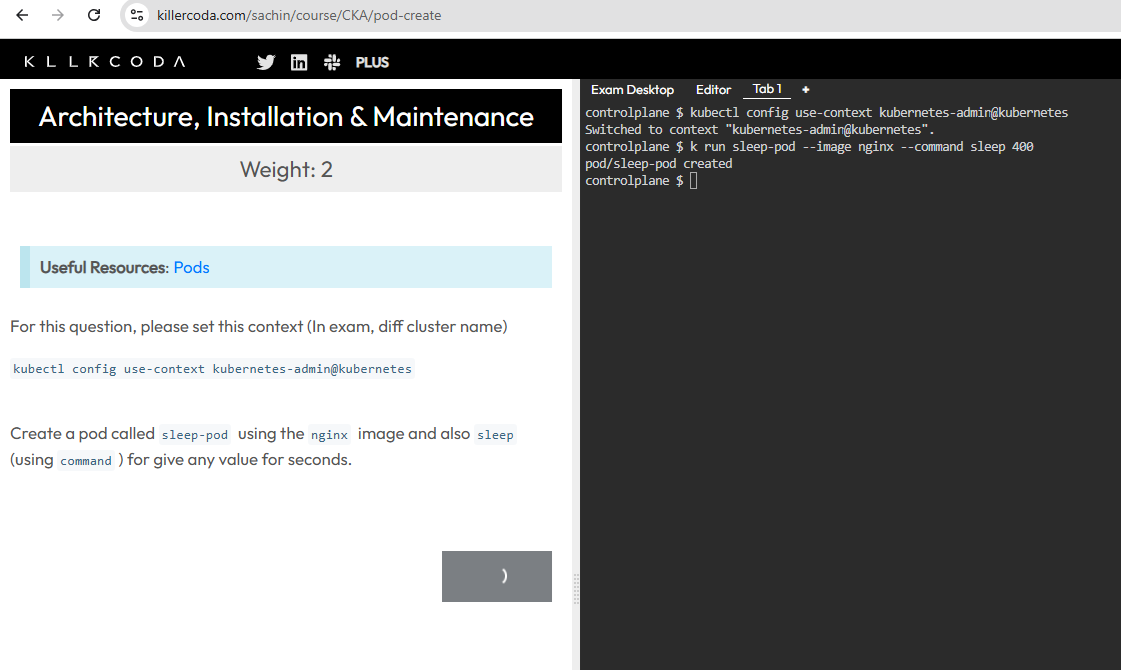 killercoda.com/sachin/course/CKA/pod-create
KLLRCODA
PLUS
Architecture, Installation & Maintenance
Weight: 2
Useful Resources: Pods
For this question, please set this context (In exam, diff cluster name)
kubectl config use-context kubernetes-admin@kubernetes
Create a pod called sleep-pod using the nginx image and also sleep
(using command ) for give any value for seconds.
Exam Desktop Editor Tab 1 +
controlplane $ kubectl config use-context kubernetes-admin@kubernetes
Switched to context "kubernetes-admin@kubernetes".
controlplane $ k run sleep-pod --image nginx --command sleep 400
pod/sleep-pod created
controlplane $